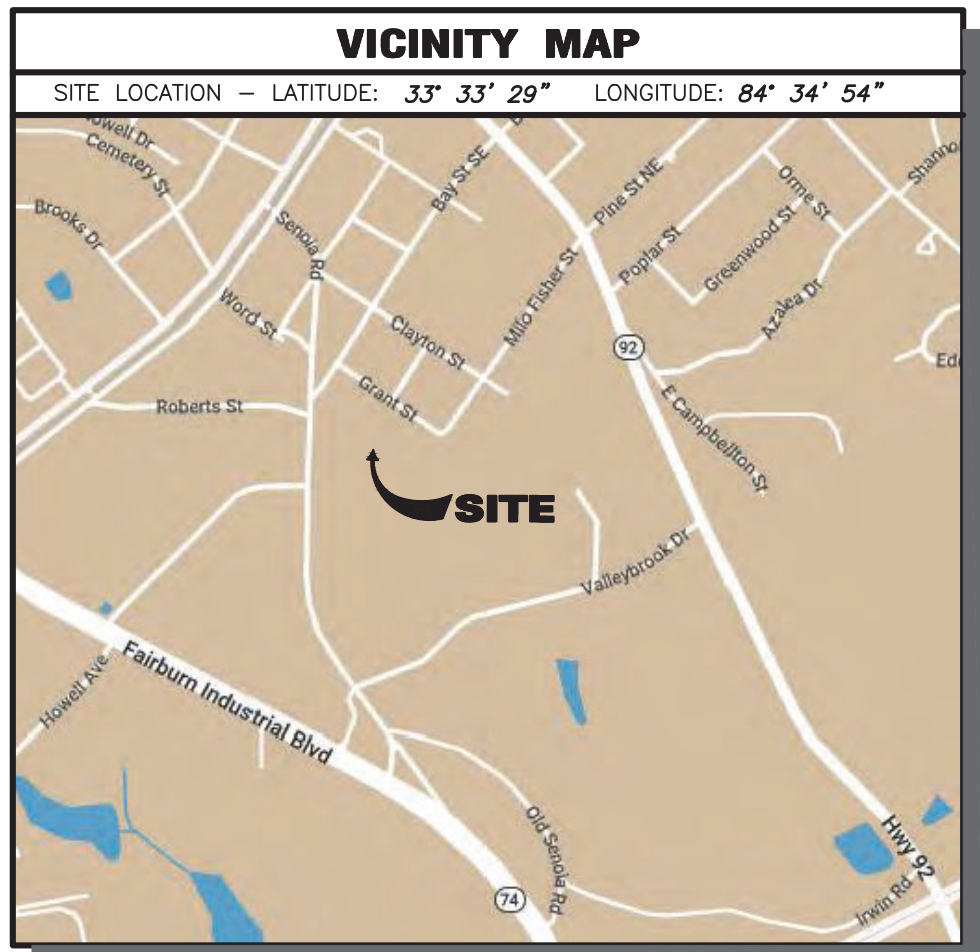 VICINITY MAP
SITE LOCATION – LATITUDE: 33° 33’ 29” LONGITUDE: 84° 34’ 54”
Cemetery St
Bay St SE
Pine St NE
Orme St
Brooks Dr
Senoia Rd
Poplar St
Greenwood St
Milo Fisher St
Azalea Dr
Word St
Clayton St
92
Grant St
Roberts St
E Campbellton St
SITE
Valleybrook Dr
Howell Ave
Fairburn Industrial Blvd
Old Senoia Rd
Hwy 92
74
Irwin Rd